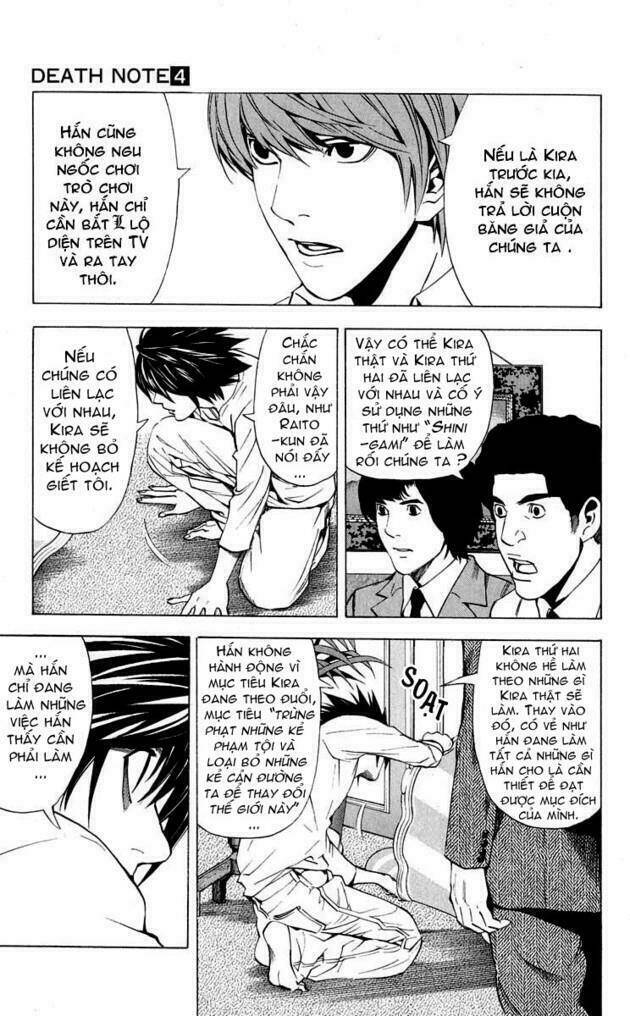 DEATH NOTE 4
NẾU LÀ KIRA
TRƯỚC KIA,
HẮN SẼ KHÔNG
TRẢ LỜI CUỘN
BĂNG GIẢ CỦA
CHÚNG TA .
HẮN CŨNG
KHÔNG NGU
NGỐC CHƠI
TRÒ CHƠI
NÀY, HẮN CHỈ
CẦN BẮT L LỘ
DIỆN TRÊN TV
VÀ RA TAY
THÔI.
VẬY CÓ THỂ KIRA
THẬT VÀ KIRA THỨ
HAI ĐÃ LIÊN LẠC
VỚI NHAU VÀ CỐ Ý
SỬ DỤNG NHỮNG
THỨ NHƯ "SHINI
-GAMI" ĐỂ LÀM
RỐI CHÚNG TA ?
CHẮC
CHẮN
KHÔNG
PHẢI VẬY
ĐÂU, NHƯ
RAITO
-KUN ĐÃ
NÓI ĐẤY
...
NẾU
CHÚNG CÓ
LIÊN LẠC
VỚI NHAU,
KIRA SẼ
KHÔNG BỎ
KẾ HOẠCH
GIẾT TÔI.
KIRA THỨ HAI
KHÔNG HỀ LÀM
THEO NHỮNG GÌ
KIRA THẬT SẼ
LÀM. THAY VÀO
ĐÓ, CÓ VẺ NHƯ
HẮN ĐANG LÀM
TẤT CẢ NHỮNG GÌ
HẮN CHO LÀ CẦN
THIẾT ĐỂ ĐẠT
ĐƯỢC MỤC ĐÍCH
CỦA MÌNH.
SOẠT
HẮN KHÔNG
HÀNH ĐỘNG VÌ
MỤC TIÊU KIRA
ĐANG THEO ĐUỔI,
MỤC TIÊU "TRỪNG
PHẠT NHỮNG KẺ
PHẠM TỘI VÀ
LOẠI BỎ NHỮNG
KẺ CẢN ĐƯỜNG
TA ĐỂ THAY ĐỔI
THẾ GIỚI NÀY"
...
...
MÀ HẮN
CHỈ ĐANG
LÀM NHỮNG
VIỆC HẮN
THẤY CẦN
PHẢI LÀM
...